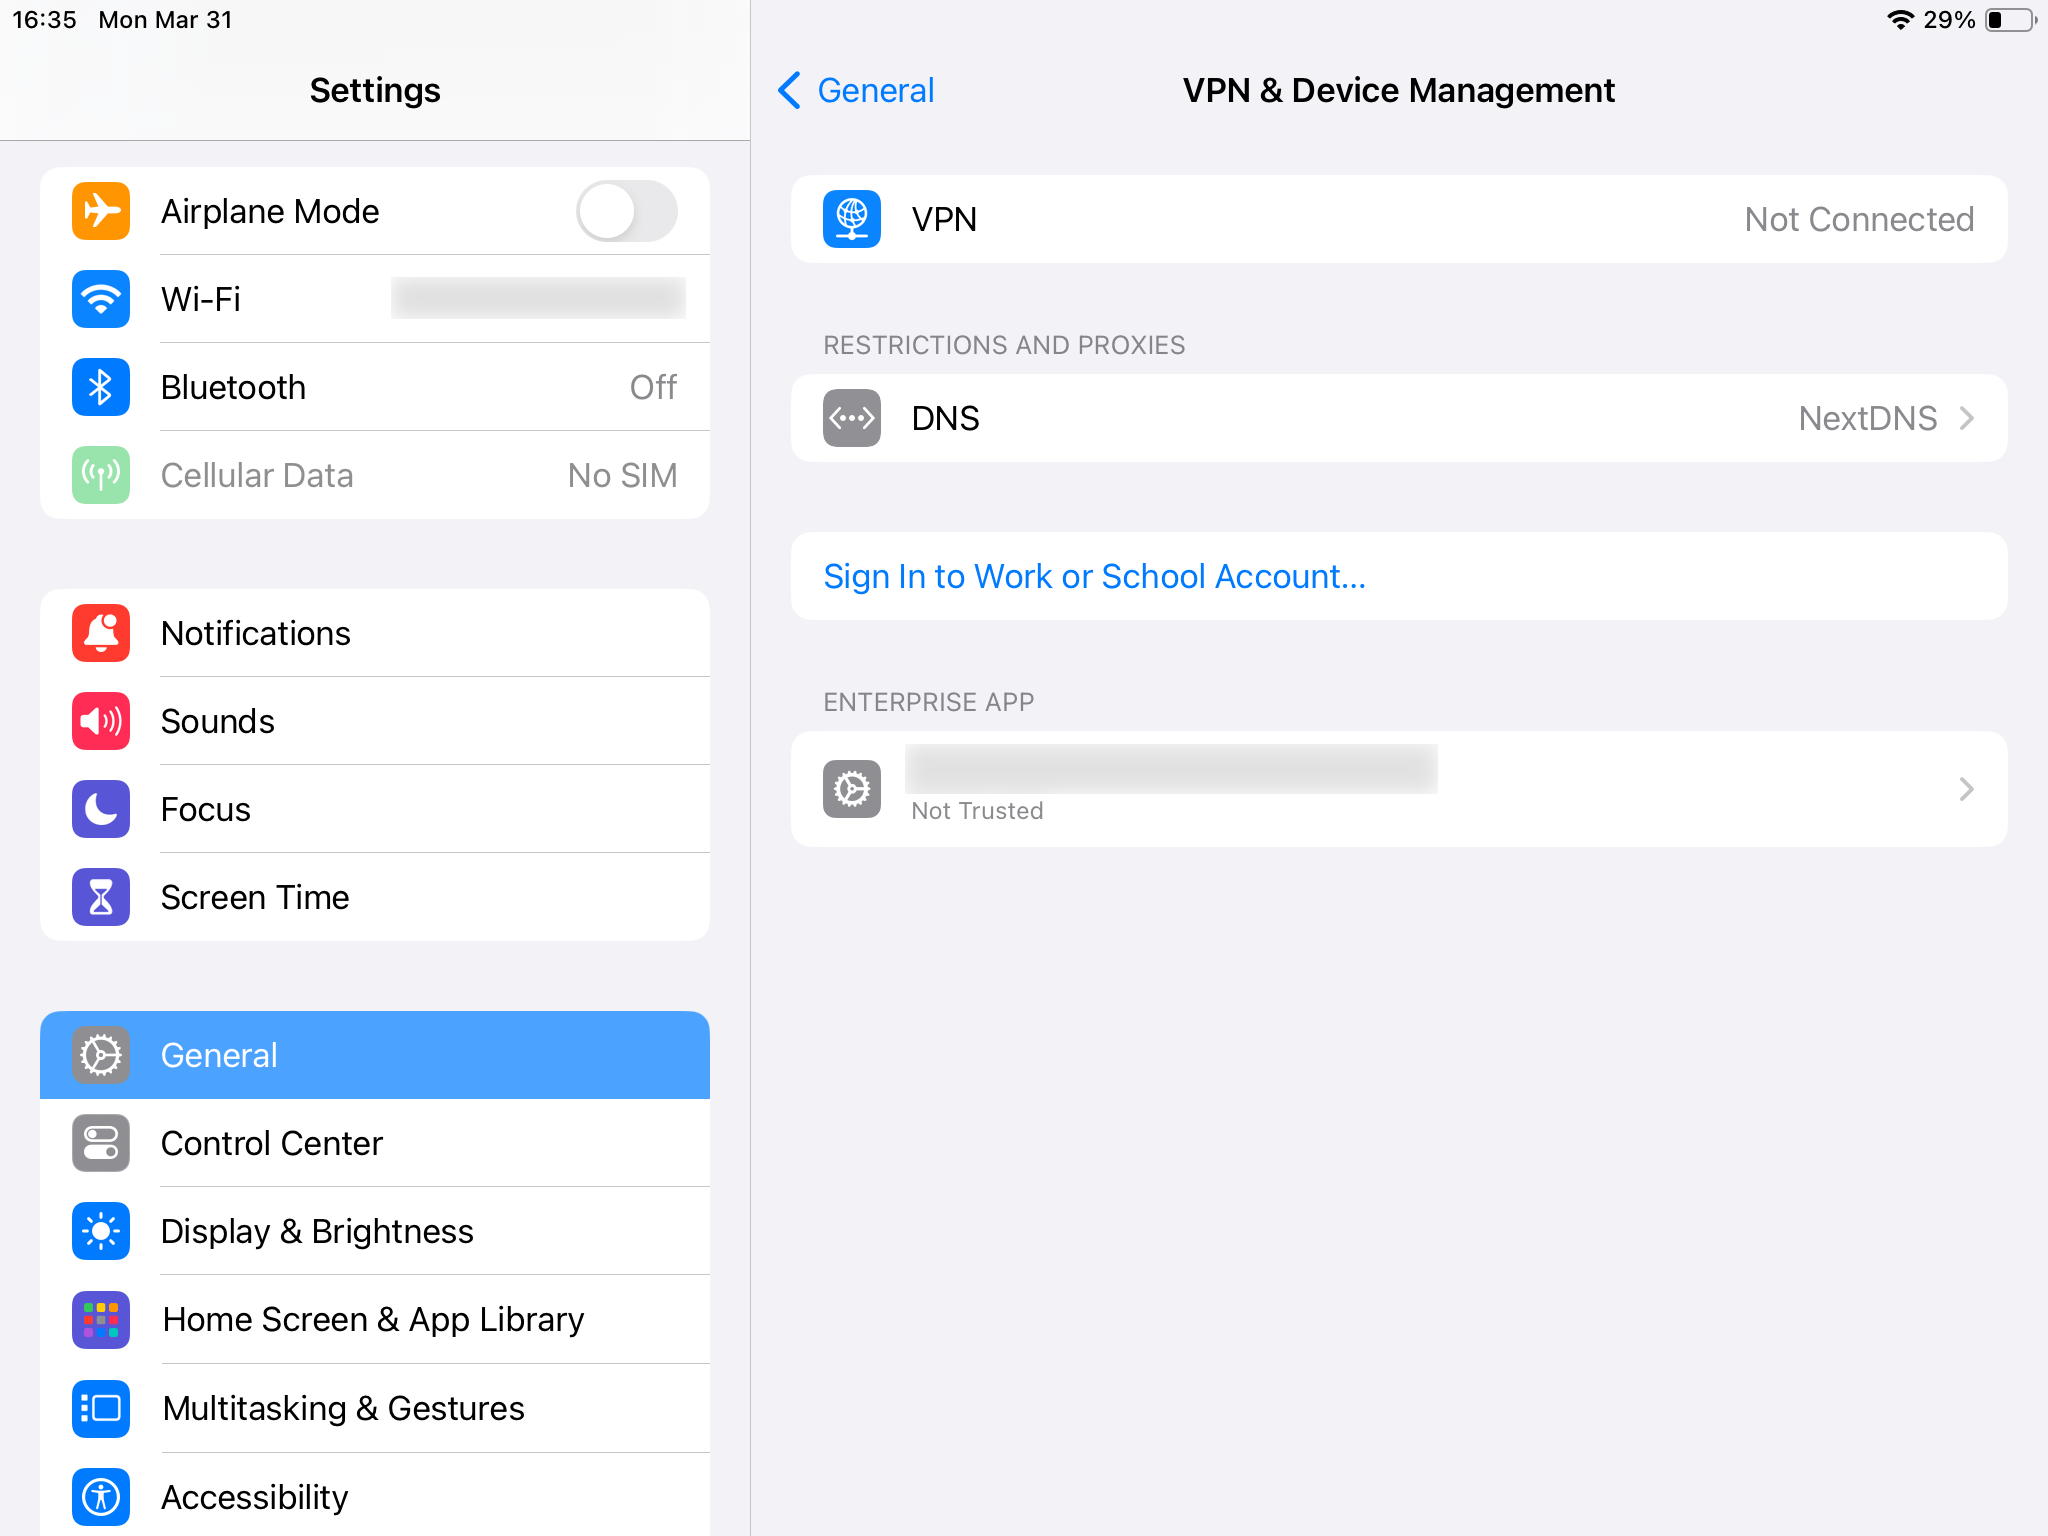 16:35 Mon Mar 31
29%
Settings
Airplane Mode
Wi-Fi
Bluetooth Off
Cellular Data No SIM
Notifications
Sounds
Focus
Screen Time
General
Control Center
Display & Brightness
Home Screen & App Library
Multitasking & Gestures
Accessibility
General
VPN & Device Management
VPN Not Connected
RESTRICTIONS AND PROXIES
DNS NextDNS
Sign In to Work or School Account...
ENTERPRISE APP
Not Trusted